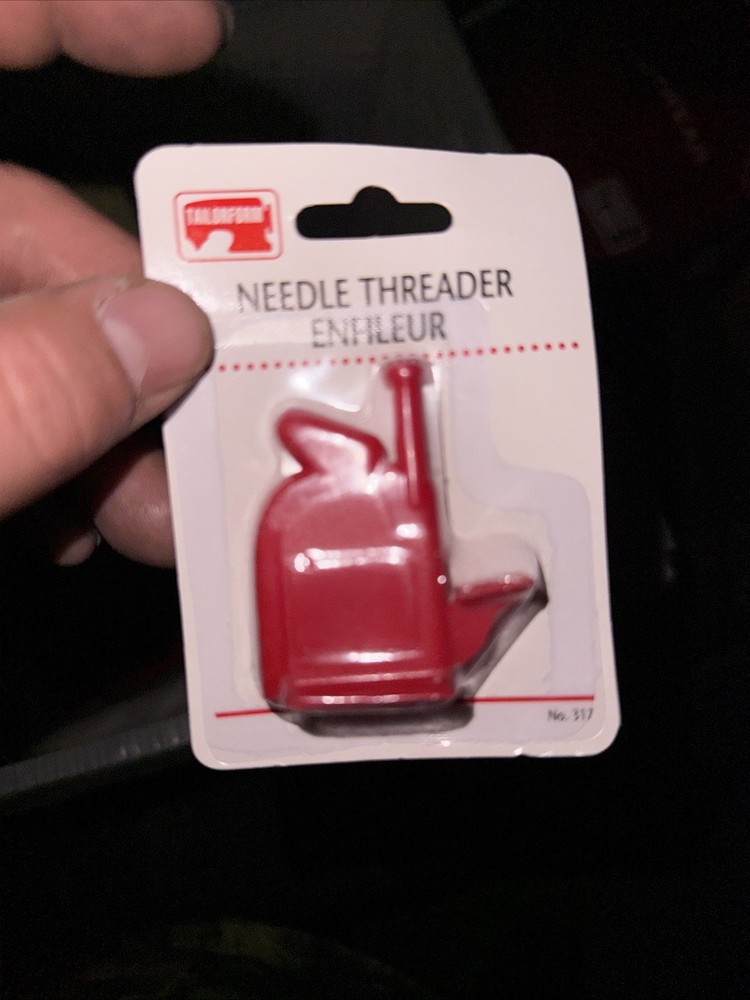 TAILORFORM
NEEDLE THREADER
ENFILEUR
No. 317